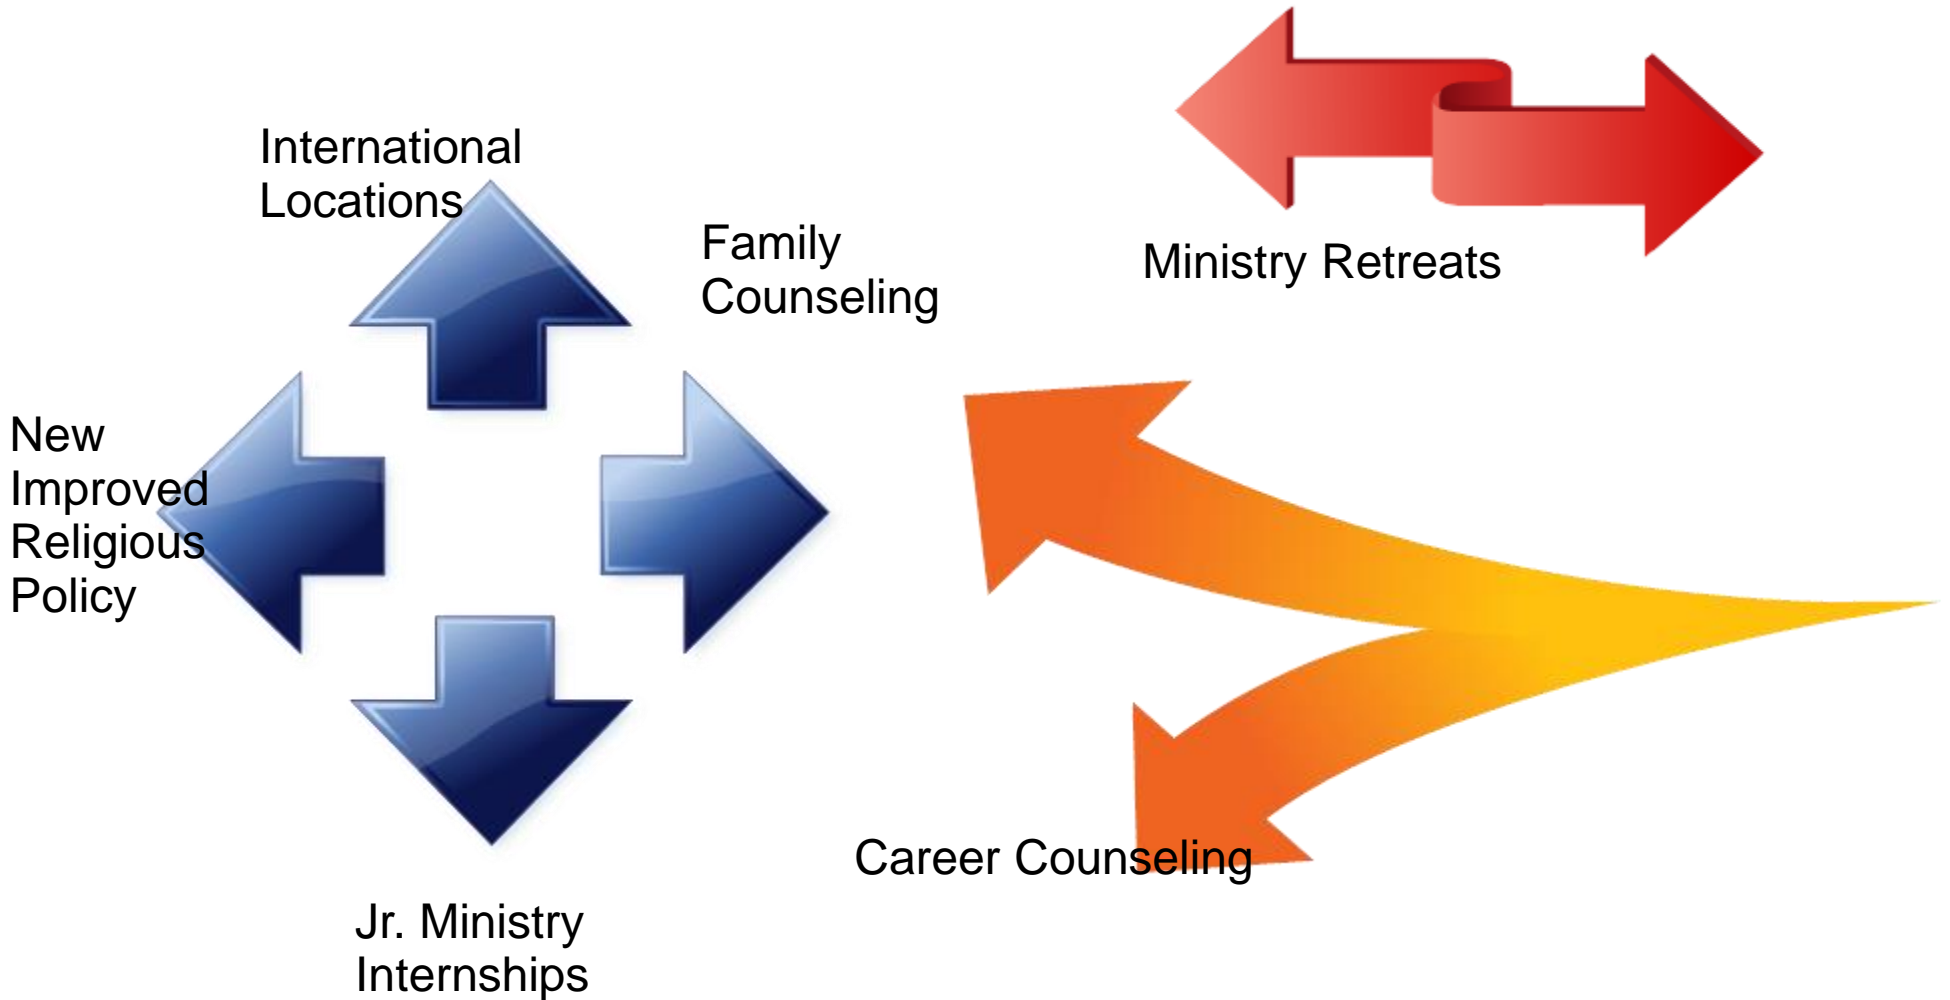 International
Locations
Family
Counseling
Ministry Retreats
New
Improved
Religious
Policy
Career Counseling
Jr. Ministry
Internships